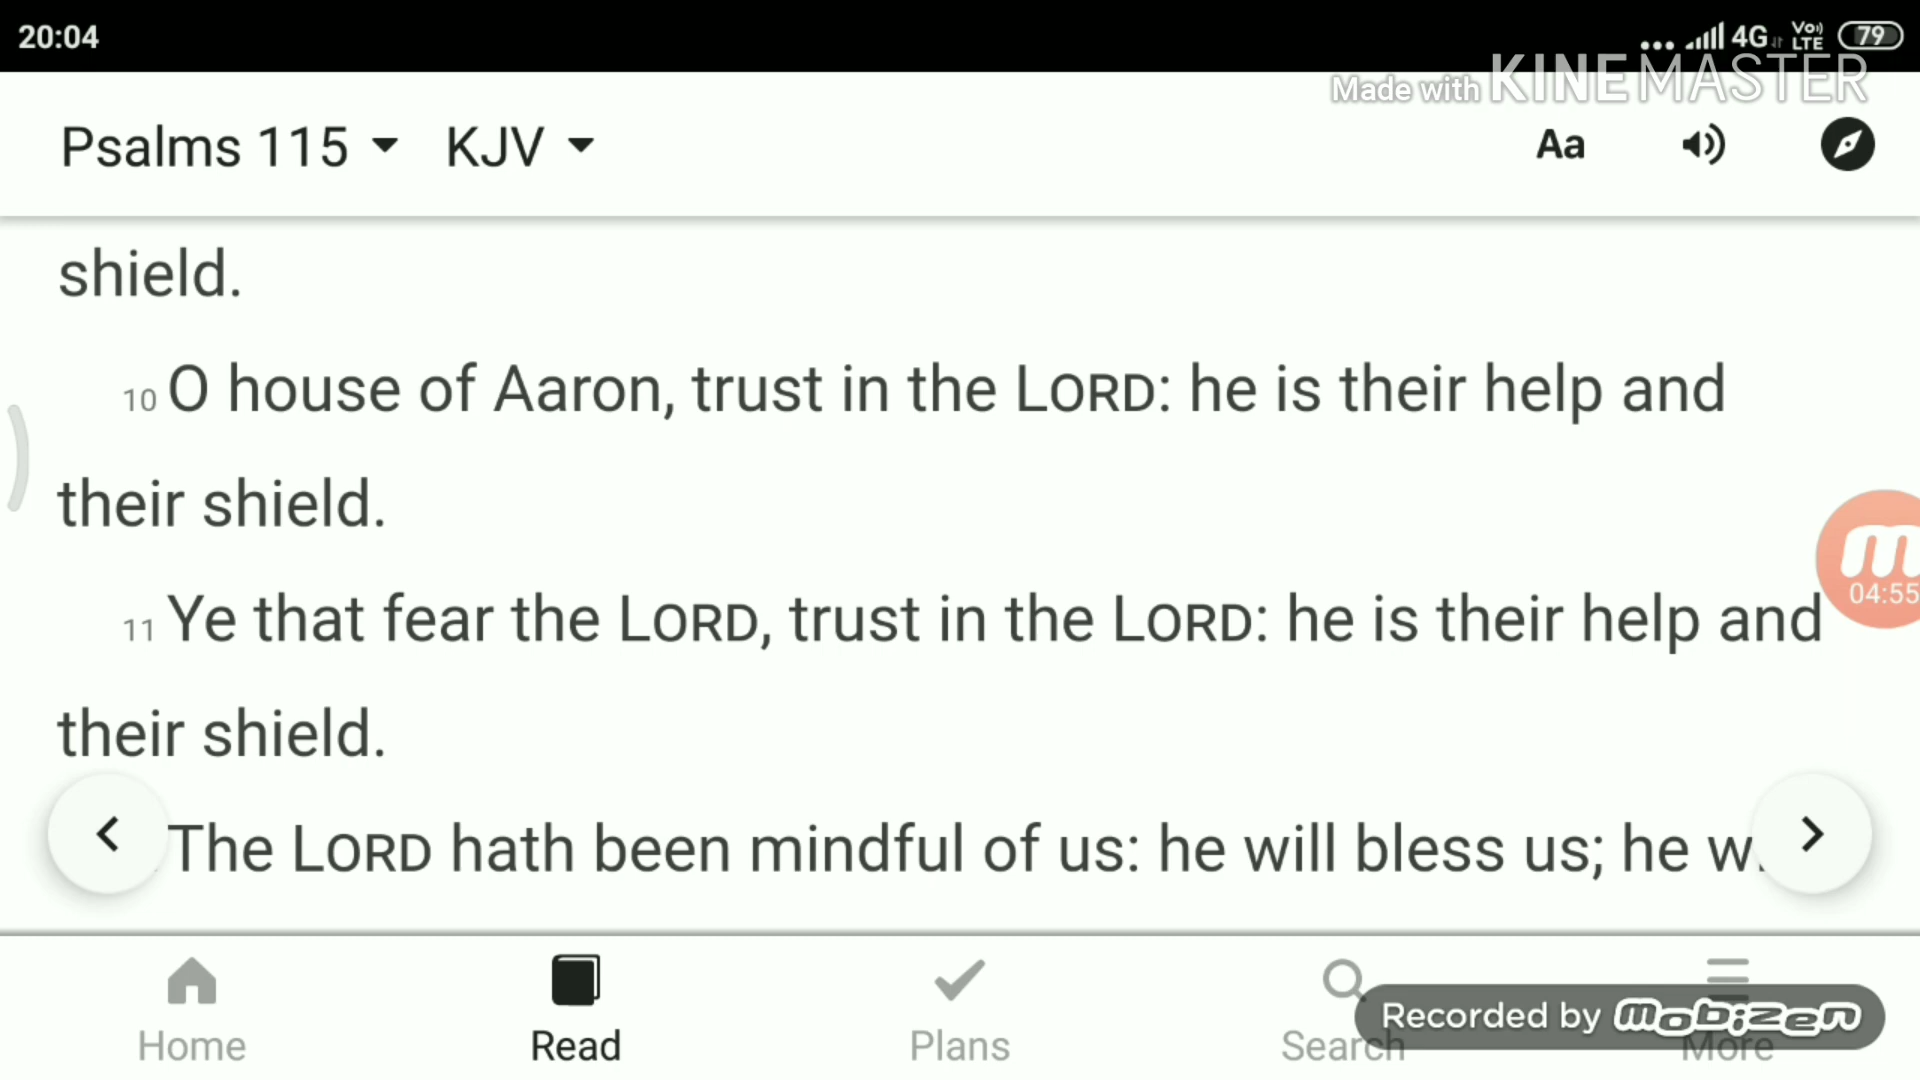 20:04
4G VoLTE 79
Made with KINEMASTER
Psalms 115 KJV Aa
shield.
10 O house of Aaron, trust in the LORD: he is their help and
their shield.
04:55
11 Ye that fear the LORD, trust in the LORD: he is their help and
their shield.
The LORD hath been mindful of us: he will bless us; he
Recorded by mobizen
Home Read Plans Search More